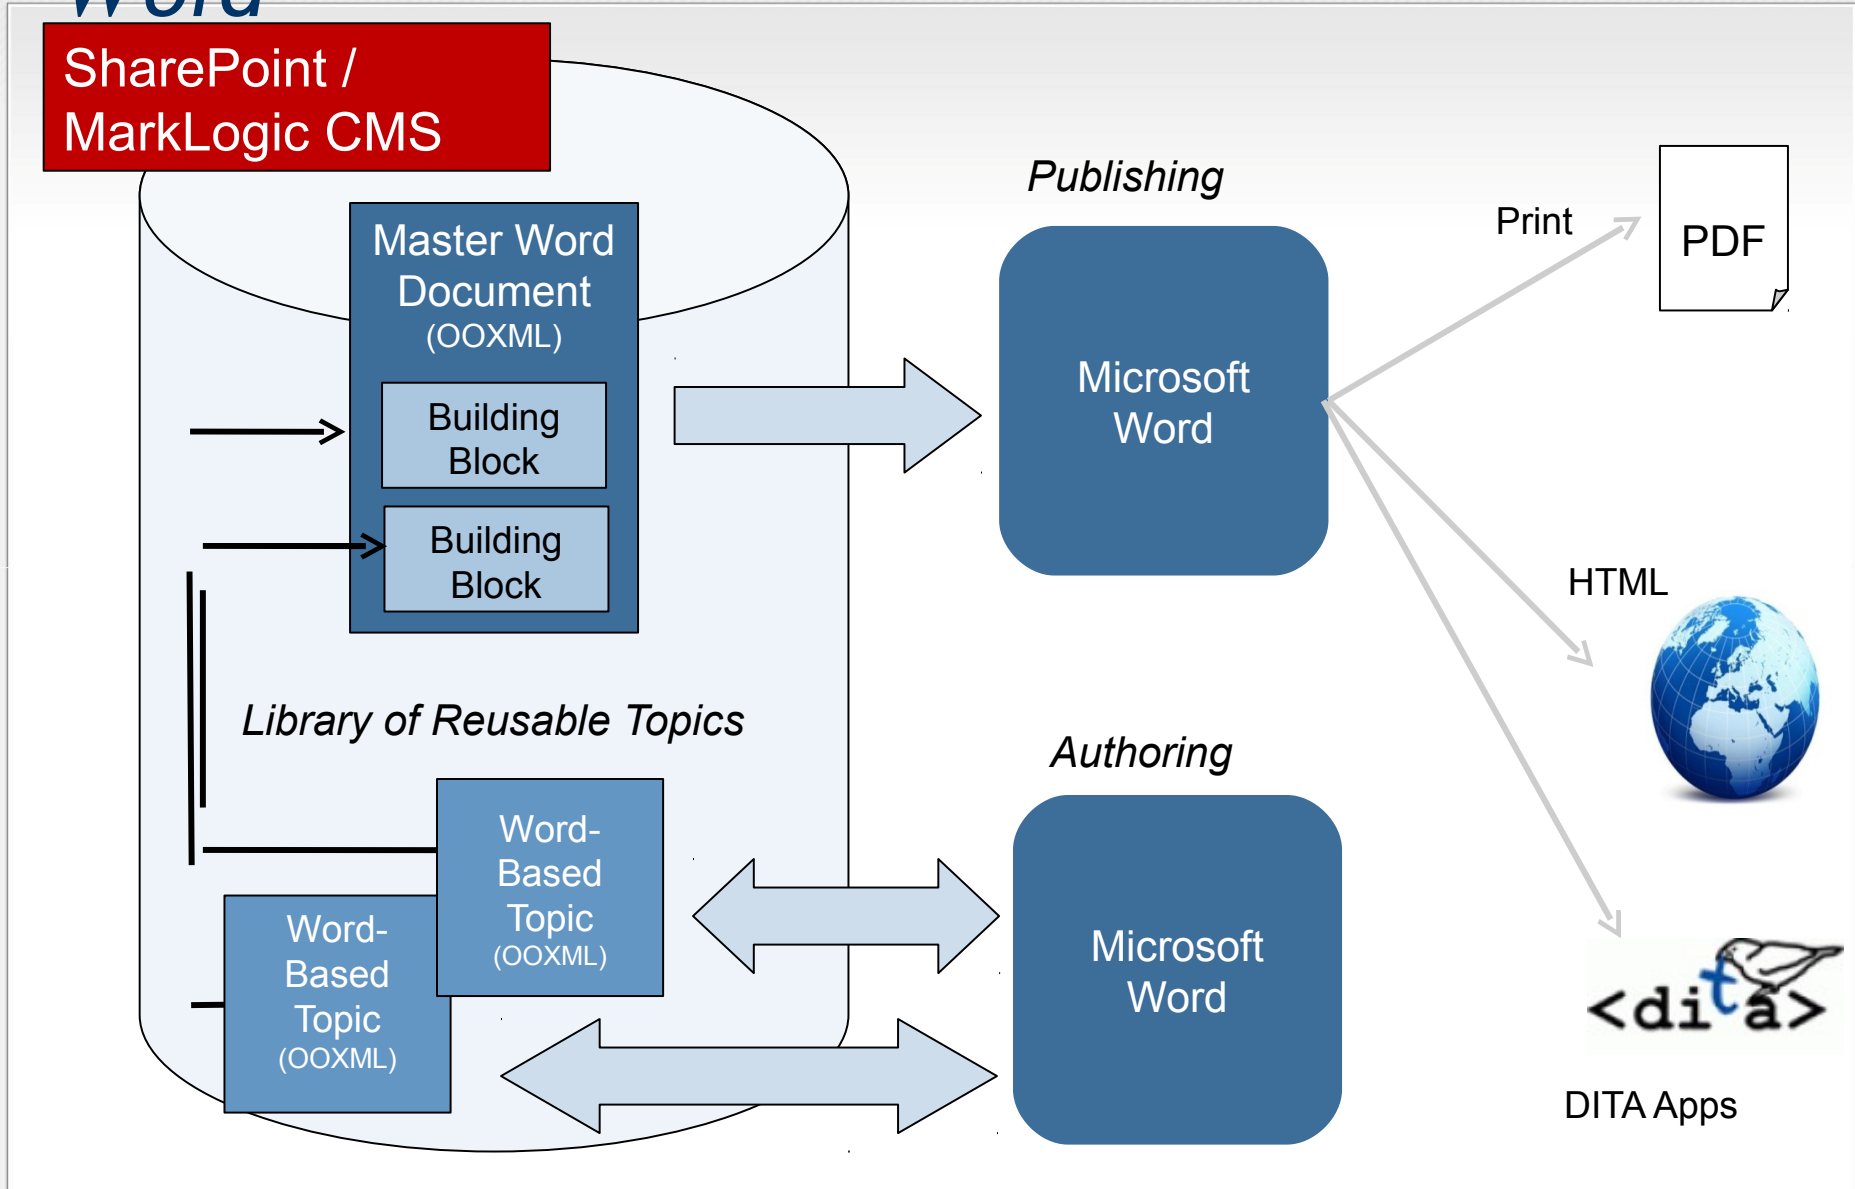 Word
SharePoint /
MarkLogic CMS
Master Word
Document
(OOXML)
Building
Block
Building
Block
Library of Reusable Topics
Word-
Based
Topic
(OOXML)
Word-
Based
Topic
(OOXML)
Publishing
Microsoft
Word
Authoring
Microsoft
Word
Print
PDF
HTML
<dita>
DITA Apps